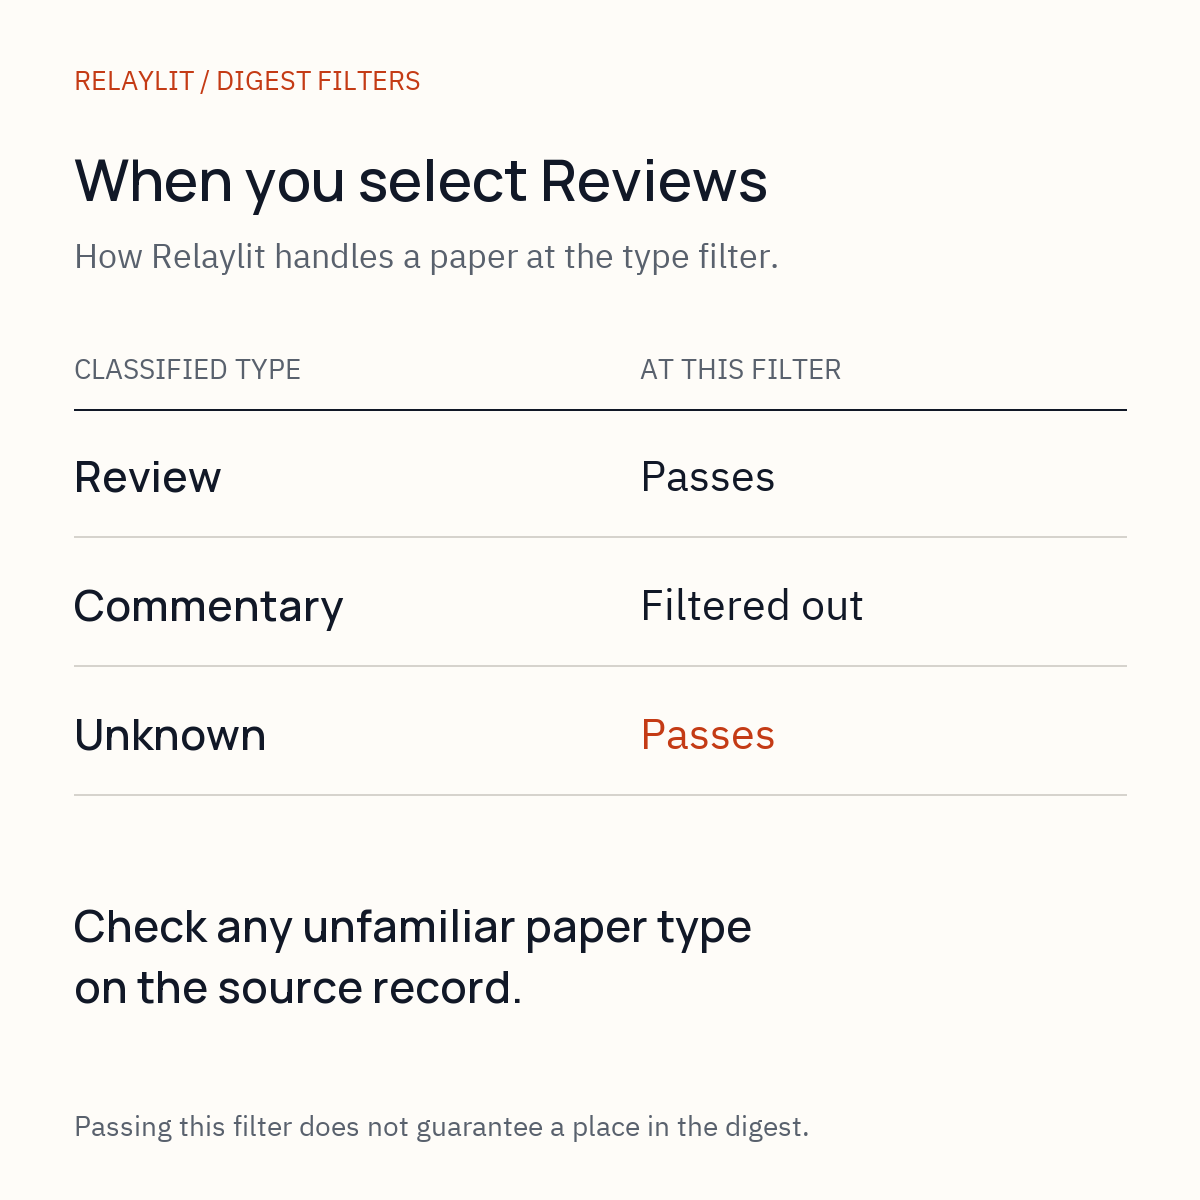 RELAYLIT / DIGEST FILTERS
When you select Reviews
How Relaylit handles a paper at the type filter.
CLASSIFIED TYPE AT THIS FILTER
Review Passes
Commentary Filtered out
Unknown Passes
Check any unfamiliar paper type
on the source record.
Passing this filter does not guarantee a place in the digest.